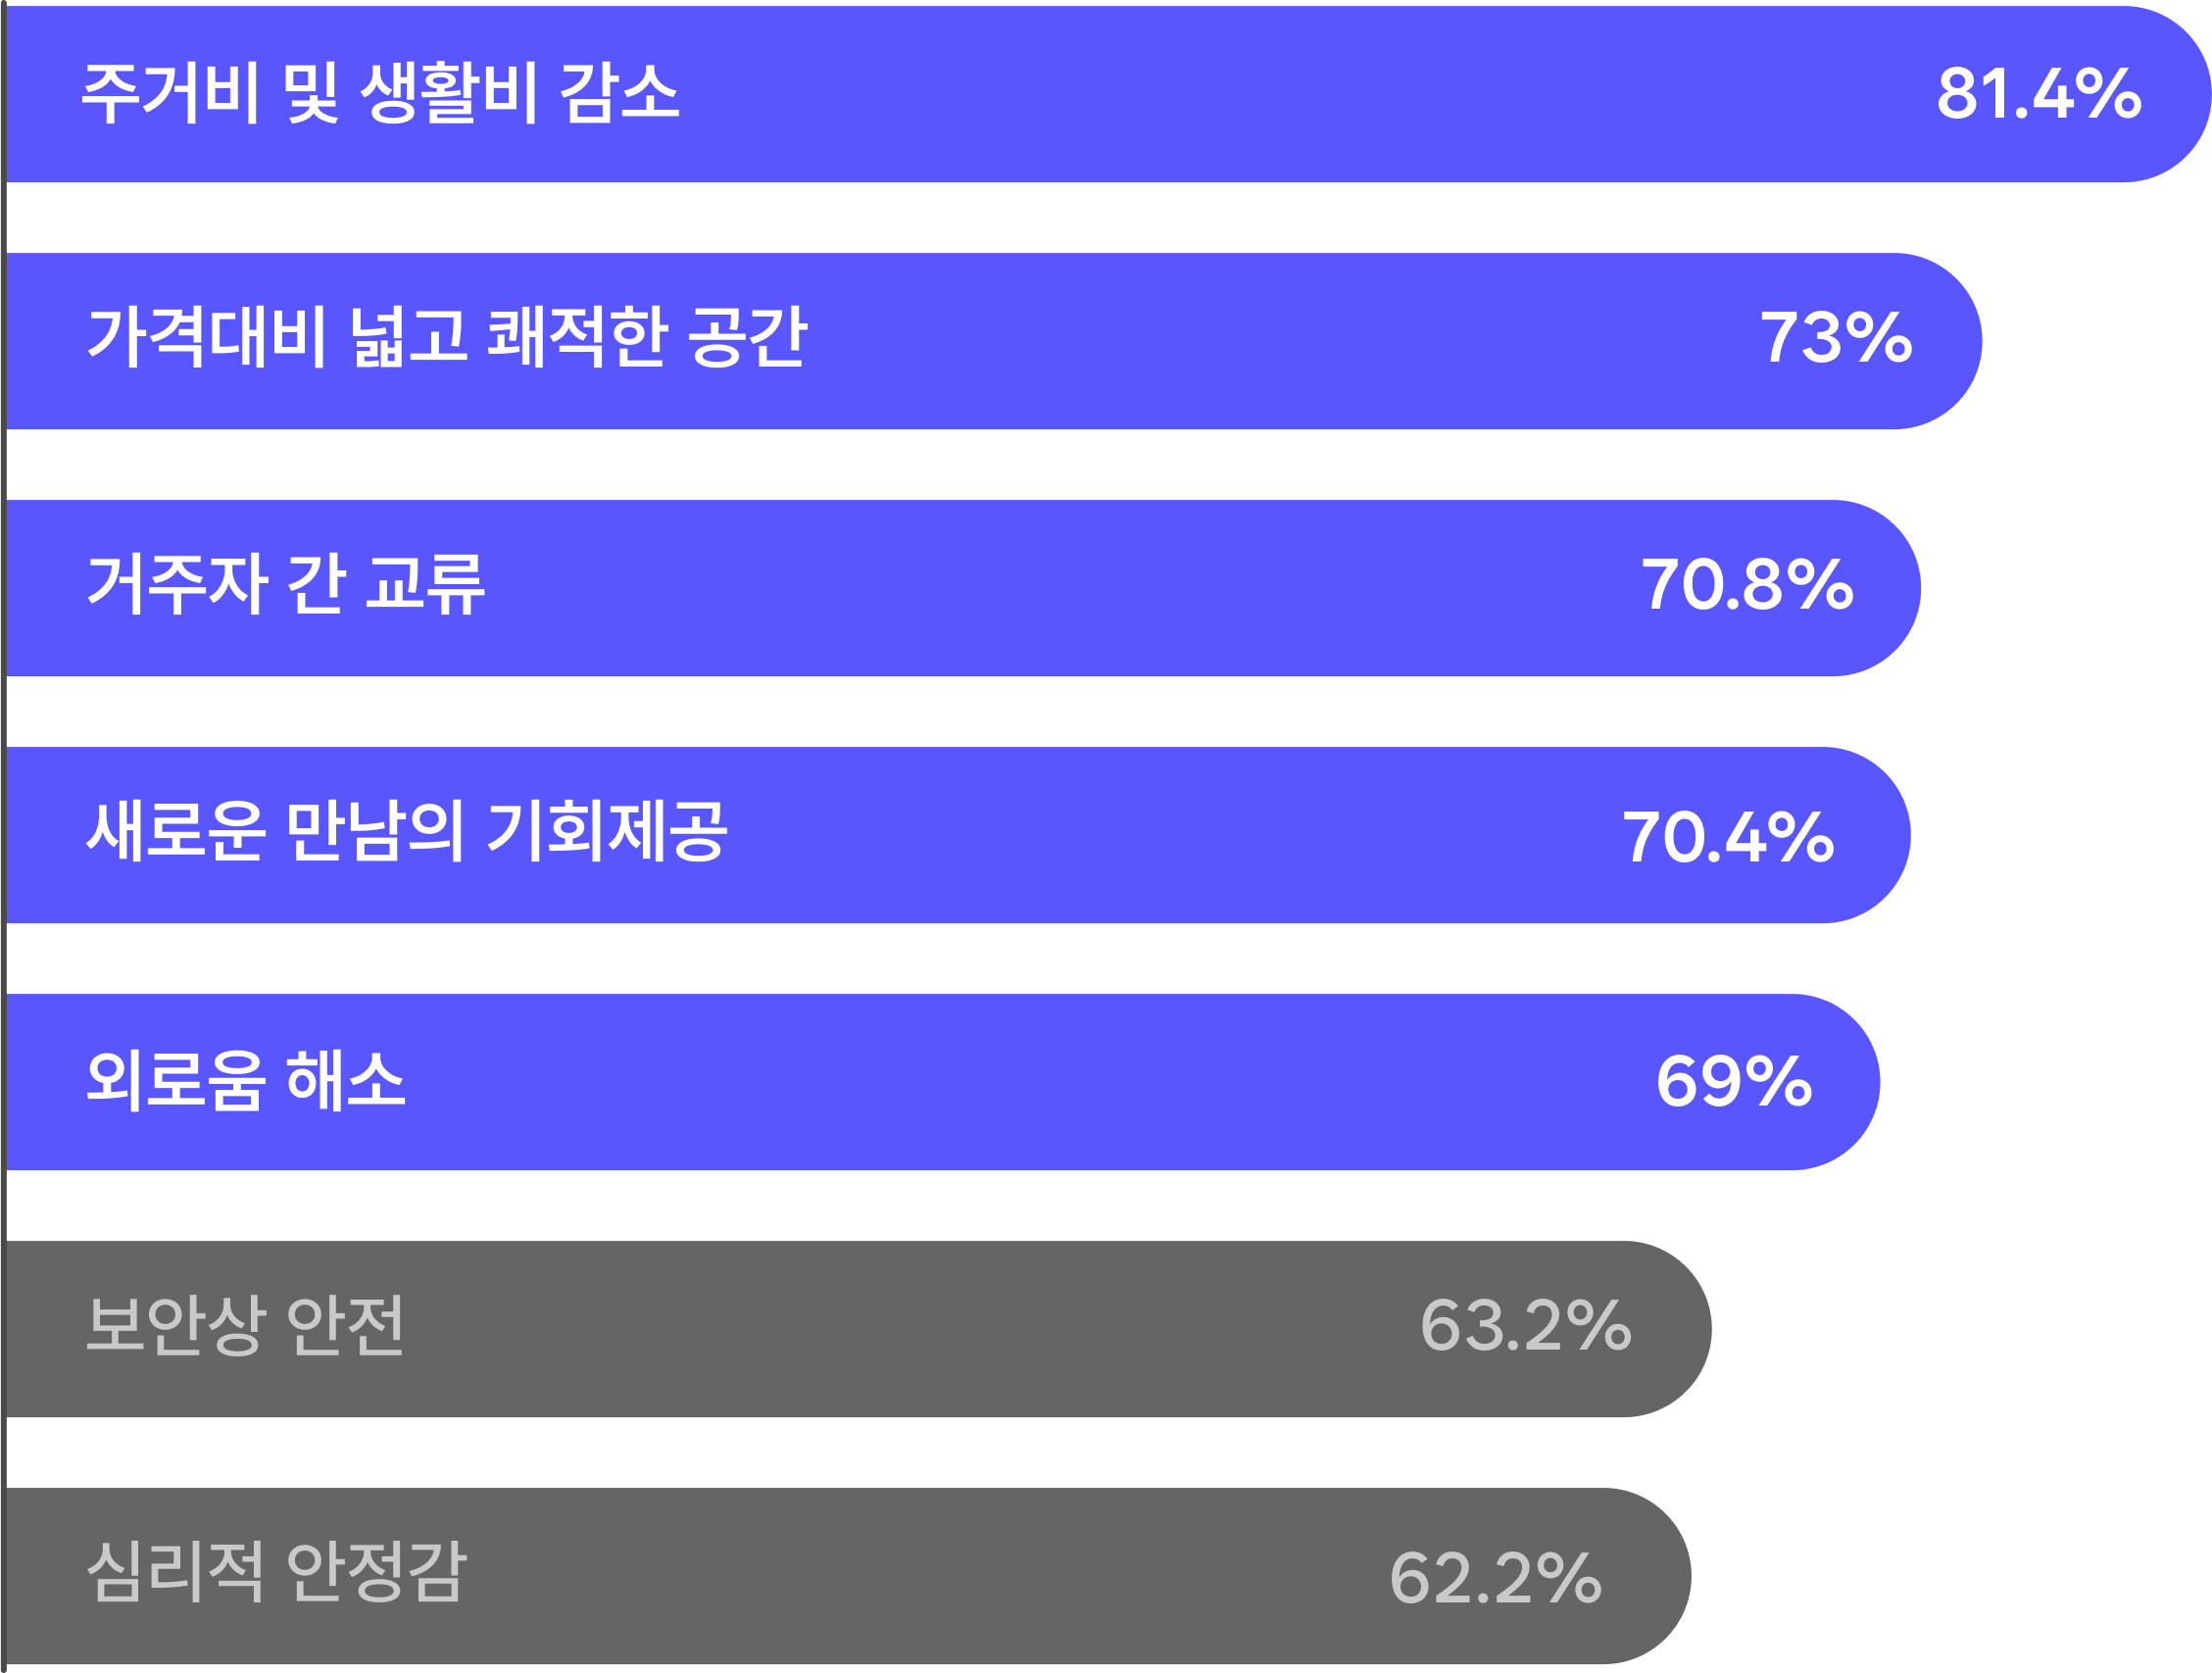 주거비 및 생활비 감소 81.4%
가격대비 넓고 쾌적한 공간 73%
거주자 간 교류 70.8%
새로운 만남의 기회제공 70.4%
외로움 해소 69%
보안상 안전 63.2%
심리적 안정감 62.2%